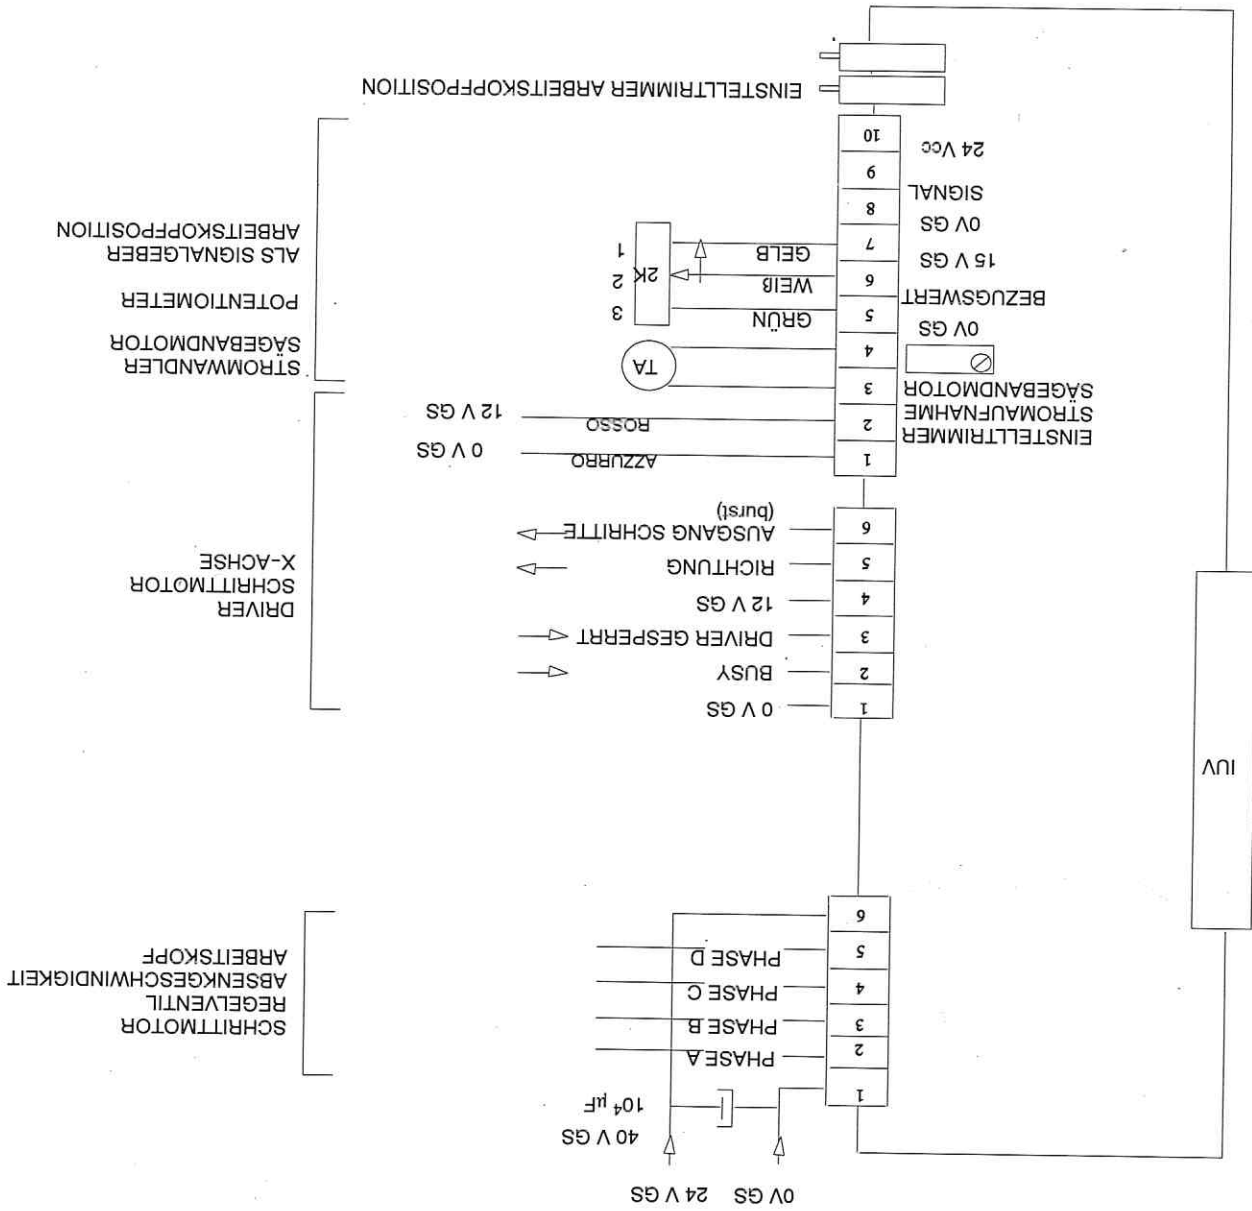 0V GS 24 V GS
40 V GS
10⁴ µF
1
2 PHASE A
3 PHASE B
4 PHASE C
5 PHASE D
6
SCHRITTMOTOR
REGELVENTIL
ABSENKGESCHWINDIGKEIT
ARBEITSKOPF
IUV
1 0 V GS
2 BUSY
3 DRIVER GESPERRT
4 12 V GS
5 RICHTUNG
6 AUSGANG SCHRITTE
(burst)
DRIVER
SCHRITTMOTOR
X-ACHSE
1 AZZURRO 0 V GS
2 ROSSO 12 V GS
3
4
TA
5 GRÜN 3
6 WEIß 2
7 GELB 1
2K
8
9
10
EINSTELLTRIMMER
STROMAUFNAHME
SÄGEBANDMOTOR
0V GS
BEZUGSWERT
15 V GS
0V GS
SIGNAL
24 Vcc
STROMWANDLER
SÄGEBANDMOTOR
POTENTIOMETER
ALS SIGNALGEBER
ARBEITSKOPFPOSITION
EINSTELLTRIMMER ARBEITSKOPFPOSITION